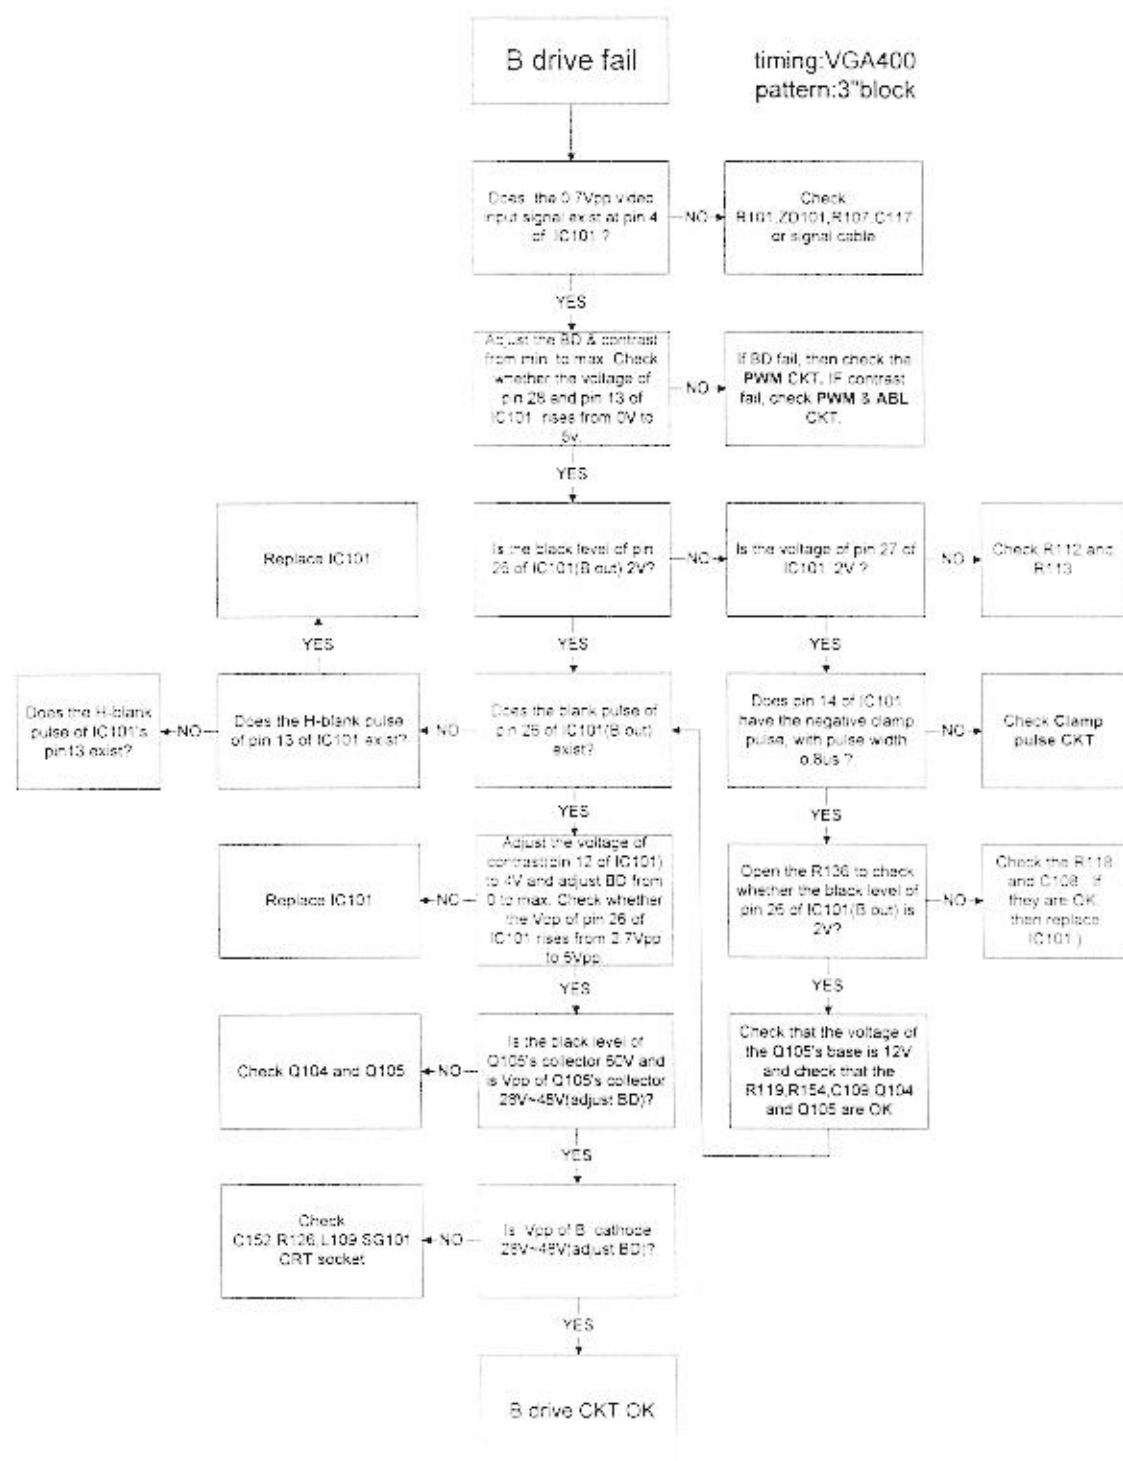 B drive fail
timing:VGA400
pattern:3"block
Does the 0.7Vpp video
input signal exist at pin 4
of IC101 ?
NO
Check
R101,ZD101,R107,C117
or signal cable
YES
Adjust the BD & contrast
from min. to max. Check
whether the voltage of
pin 28 and pin 13 of
IC101 rises from 0V to
5v.
NO
If BD fail, then check the
PWM CKT. IF contrast
fail, check PWM & ABL
CKT.
YES
Replace IC101
Is the black level of pin
26 of IC101(B out) 2V?
NO
Is the voltage of pin 27 of
IC101 2V ?
NO
Check R112 and
R113
YES
YES
YES
Does the H-blank
pulse of IC101's
pin13 exist?
NO
Does the H-blank pulse
of pin 13 of IC101 exist?
NO
Does the blank pulse of
pin 26 of IC101(B out)
exist?
Does pin 14 of IC101
have the negative clamp
pulse, with pulse width
o.8us ?
NO
Check Clamp
pulse CKT
YES
YES
Replace IC101
NO
Adjust the voltage of
contrast(pin 12 of IC101)
to 4V and adjust BD from
0 to max. Check whether
the Vpp of pin 26 of
IC101 rises from 2.7Vpp
to 5Vpp.
Open the R136 to check
whether the black level of
pin 26 of IC101(B out) is
2V?
NO
Check the R118
and C108. If
they are OK
then replace
IC101.)
YES
YES
Check Q104 and Q105
NO
Is the black level of
Q105's collector 60V and
is Vpp of Q105's collector
28V~48V(adjust BD)?
Check that the voltage of
the Q105's base is 12V
and check that the
R119,R154,C109,Q104
and Q105 are OK
YES
Check
C152,R126,L109,SG101
CRT socket
NO
Is Vpp of B cathode
28V~48V(adjust BD)?
YES
B drive CKT OK